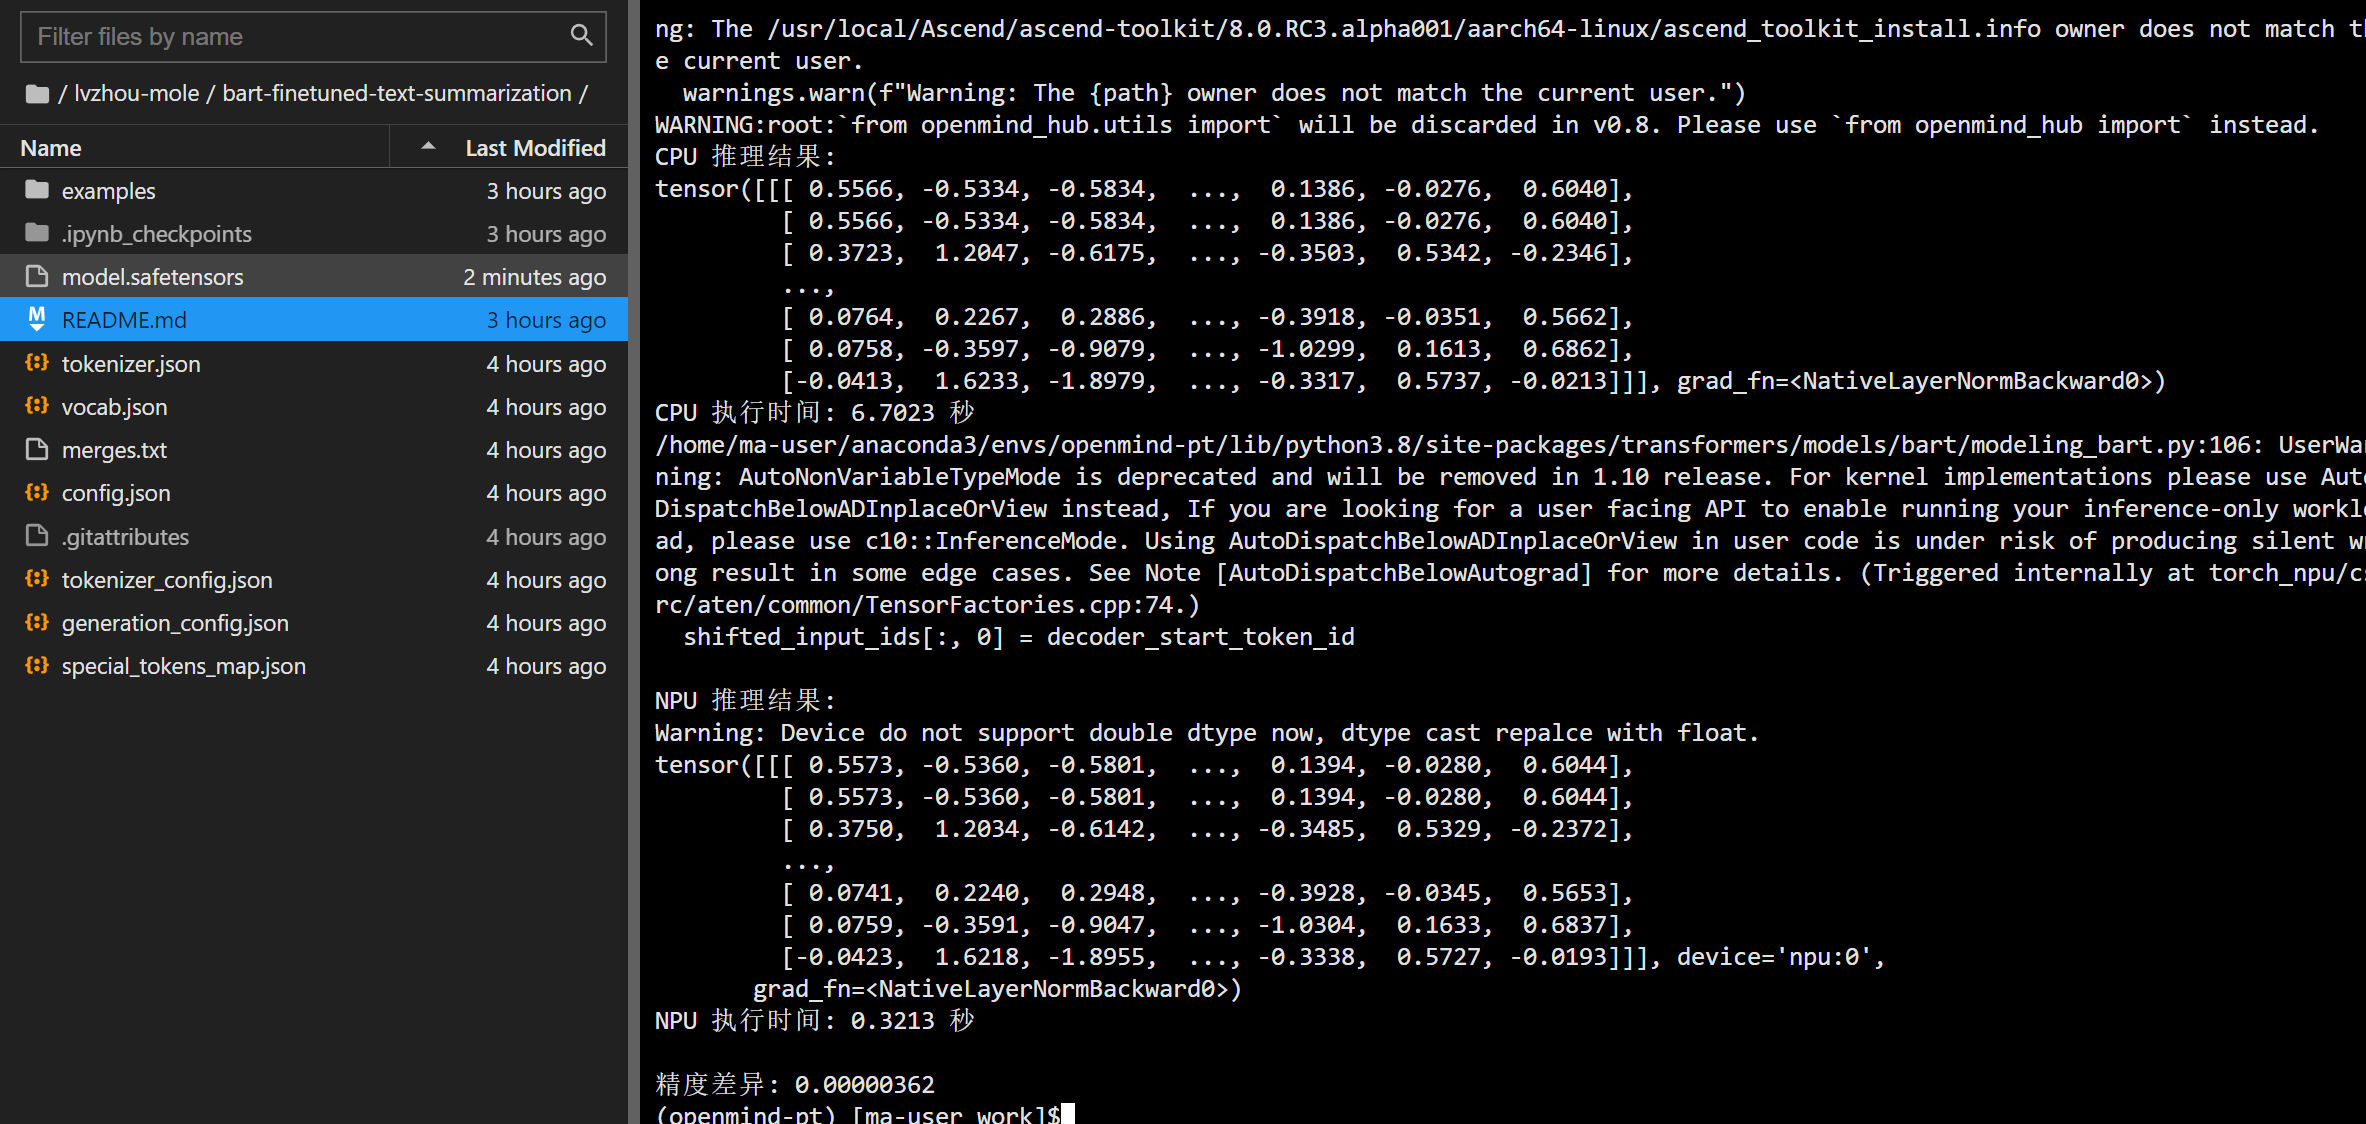 Filter files by name
/ lvzhou-mole / bart-finetuned-text-summarization /
Name Last Modified
examples 3 hours ago
.ipynb_checkpoints 3 hours ago
model.safetensors 2 minutes ago
README.md 3 hours ago
tokenizer.json 4 hours ago
vocab.json 4 hours ago
merges.txt 4 hours ago
config.json 4 hours ago
.gitattributes 4 hours ago
tokenizer_config.json 4 hours ago
generation_config.json 4 hours ago
special_tokens_map.json 4 hours ago
ng: The /usr/local/Ascend/ascend-toolkit/8.0.RC3.alpha001/aarch64-linux/ascend_toolkit_install.info owner does not match th
e current user.
  warnings.warn(f"Warning: The {path} owner does not match the current user.")
WARNING:root:`from openmind_hub.utils import` will be discarded in v0.8. Please use `from openmind_hub import` instead.
CPU 推理结果:
tensor([[[ 0.5566, -0.5334, -0.5834,  ...,  0.1386, -0.0276,  0.6040],
         [ 0.5566, -0.5334, -0.5834,  ...,  0.1386, -0.0276,  0.6040],
         [ 0.3723,  1.2047, -0.6175,  ..., -0.3503,  0.5342, -0.2346],
         ...,
         [ 0.0764,  0.2267,  0.2886,  ..., -0.3918, -0.0351,  0.5662],
         [ 0.0758, -0.3597, -0.9079,  ..., -1.0299,  0.1613,  0.6862],
         [-0.0413,  1.6233, -1.8979,  ..., -0.3317,  0.5737, -0.0213]]], grad_fn=<NativeLayerNormBackward0>)
CPU 执行时间: 6.7023 秒
/home/ma-user/anaconda3/envs/openmind-pt/lib/python3.8/site-packages/transformers/models/bart/modeling_bart.py:106: UserWar
ning: AutoNonVariableTypeMode is deprecated and will be removed in 1.10 release. For kernel implementations please use Auto
DispatchBelowADInplaceOrView instead, If you are looking for a user facing API to enable running your inference-only worklo
ad, please use c10::InferenceMode. Using AutoDispatchBelowADInplaceOrView in user code is under risk of producing silent wr
ong result in some edge cases. See Note [AutoDispatchBelowAutograd] for more details. (Triggered internally at torch_npu/cs
rc/aten/common/TensorFactories.cpp:74.)
  shifted_input_ids[:, 0] = decoder_start_token_id
NPU 推理结果:
Warning: Device do not support double dtype now, dtype cast repalce with float.
tensor([[[ 0.5573, -0.5360, -0.5801,  ...,  0.1394, -0.0280,  0.6044],
         [ 0.5573, -0.5360, -0.5801,  ...,  0.1394, -0.0280,  0.6044],
         [ 0.3750,  1.2034, -0.6142,  ..., -0.3485,  0.5329, -0.2372],
         ...,
         [ 0.0741,  0.2240,  0.2948,  ..., -0.3928, -0.0345,  0.5653],
         [ 0.0759, -0.3591, -0.9047,  ..., -1.0304,  0.1633,  0.6837],
         [-0.0423,  1.6218, -1.8955,  ..., -0.3338,  0.5727, -0.0193]]], device='npu:0',
       grad_fn=<NativeLayerNormBackward0>)
NPU 执行时间: 0.3213 秒
精度差异: 0.00000362
(openmind-pt) [ma-user work]$